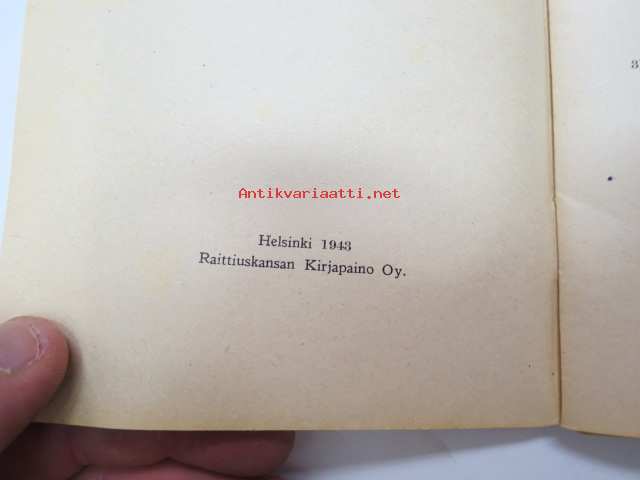 Antikvariaatti.net
Helsinki 1943
Raittiuskansan Kirjapaino Oy.